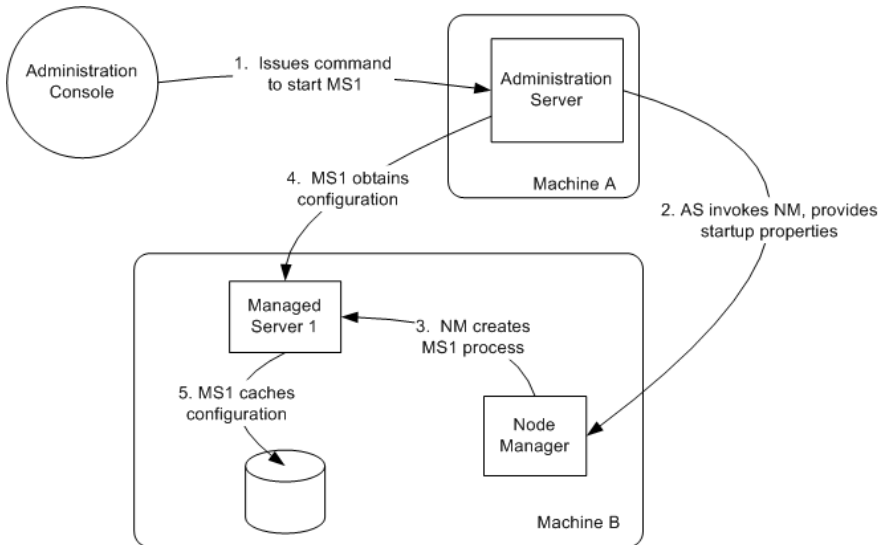 Administration
Console
1. Issues command
to start MS1
Administration
Server
Machine A
4. MS1 obtains
configuration
2. AS invokes NM, provides
startup properties
Managed
Server 1
3. NM creates
MS1 process
5. MS1 caches
configuration
Node
Manager
Machine B